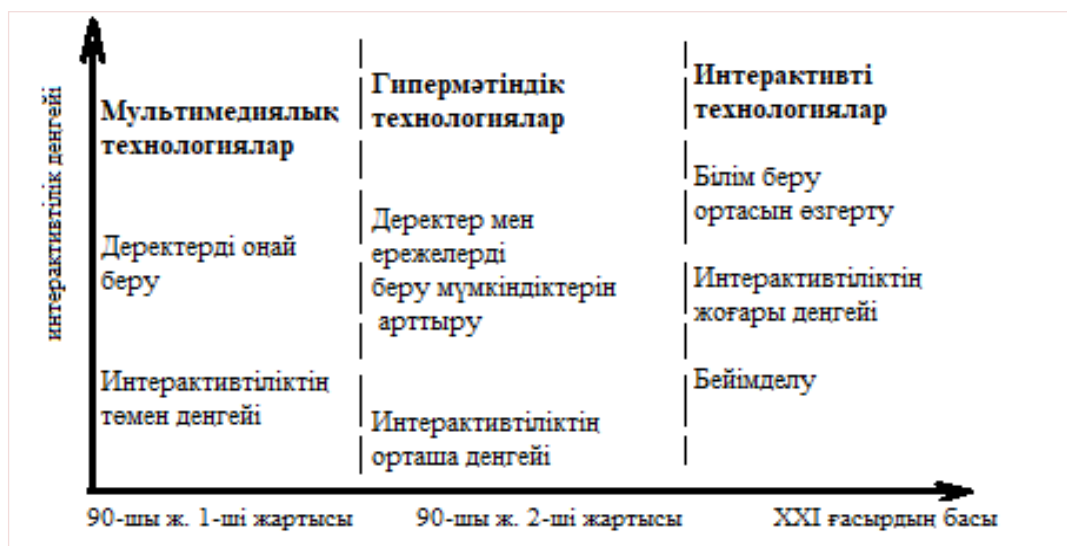 интерактивтілік деңгейі
Мультимедиялық
технологиялар
Деректерді оңай
беру
Интерактивтіліктің
төмен деңгейі
Гипермәтіндік
технологиялар
Деректер мен
ережелерді
беру мүмкіндіктерін
арттыру
Интерактивтіліктің
орташа деңгейі
Интерактивті
технологиялар
Білім беру
ортасын өзгерту
Интерактивтіліктің
жоғары деңгейі
Бейімделу
90-шы ж. 1-ші жартысы
90-шы ж. 2-ші жартысы
XXI ғасырдың басы